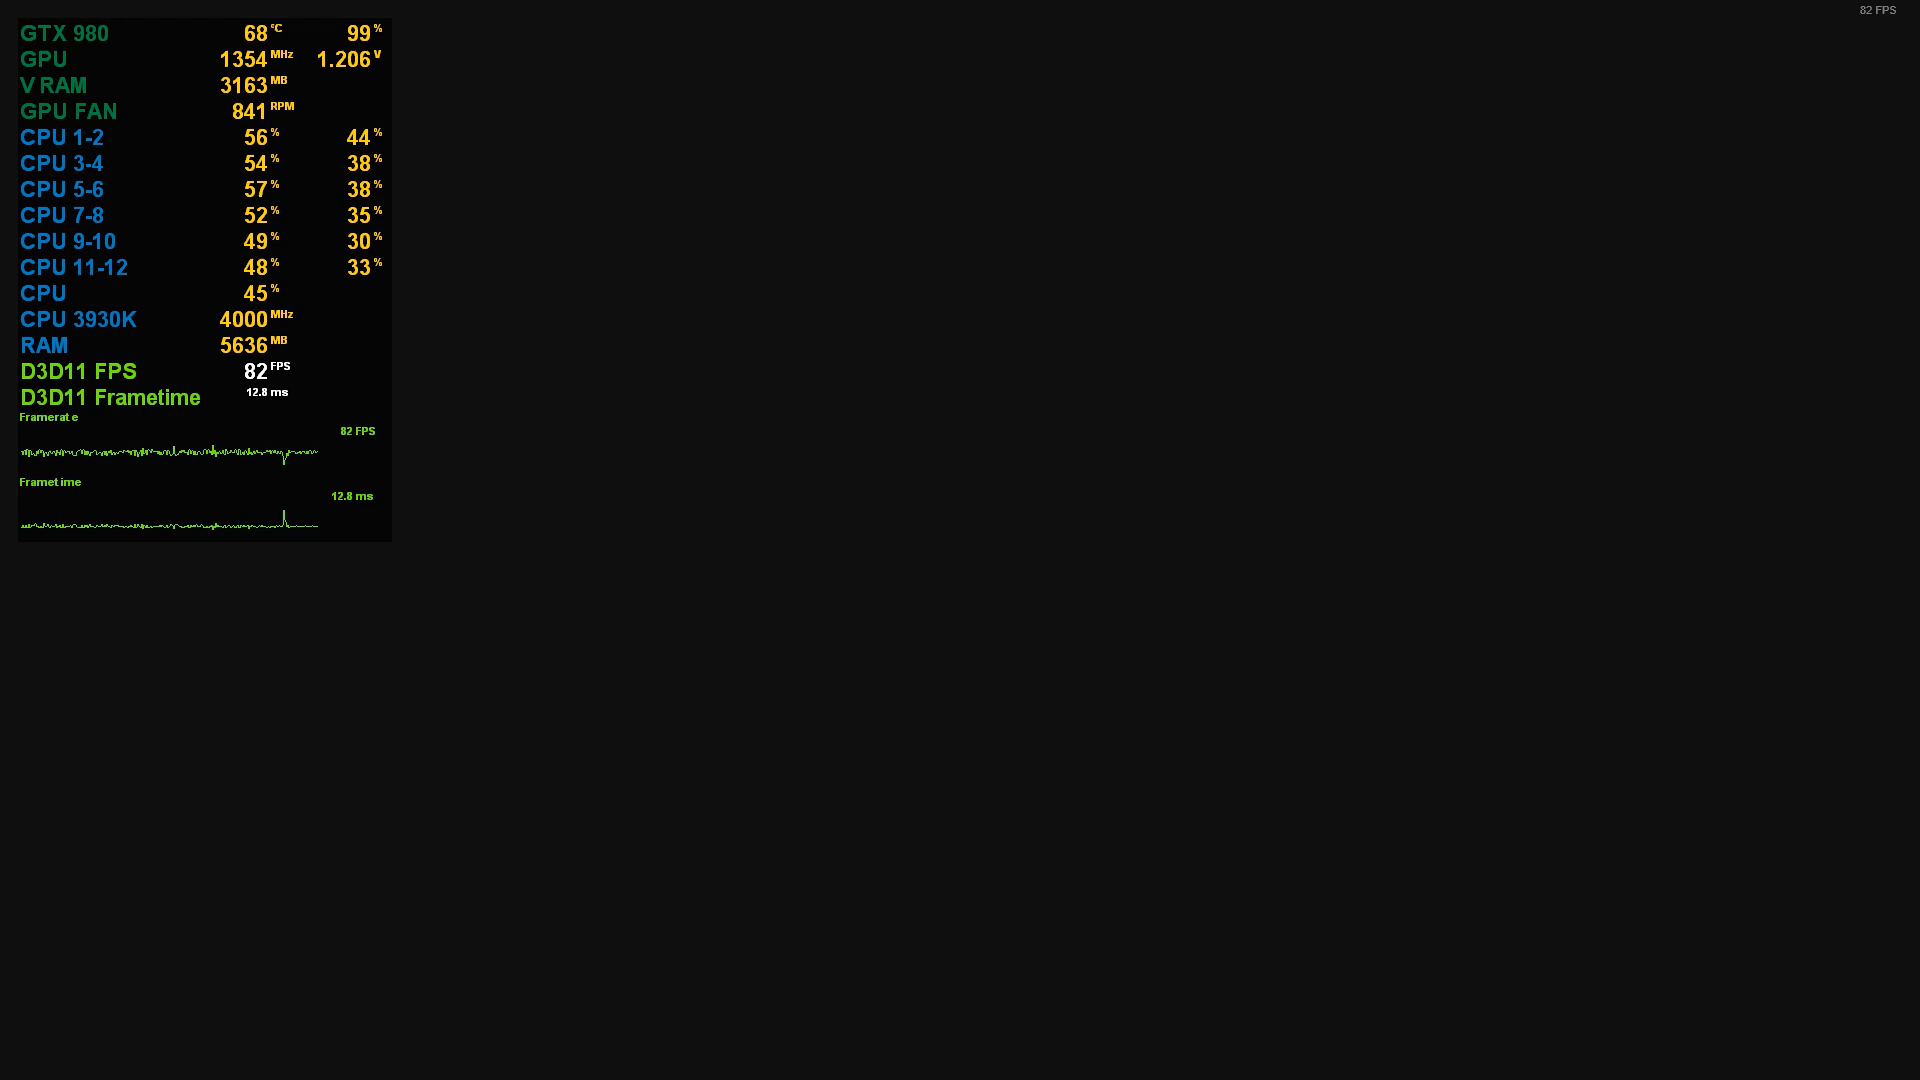 82 FPS
GTX 980 68 °C 99 %
GPU 1354 MHz 1.206 V
V RAM 3163 MB
GPU FAN 841 RPM
CPU 1-2 56 % 44 %
CPU 3-4 54 % 38 %
CPU 5-6 57 % 38 %
CPU 7-8 52 % 35 %
CPU 9-10 49 % 30 %
CPU 11-12 48 % 33 %
CPU 45 %
CPU 3930K 4000 MHz
RAM 5636 MB
D3D11 FPS 82 FPS
D3D11 Frametime 12.8 ms
Framerate
82 FPS
Frametime
12.8 ms